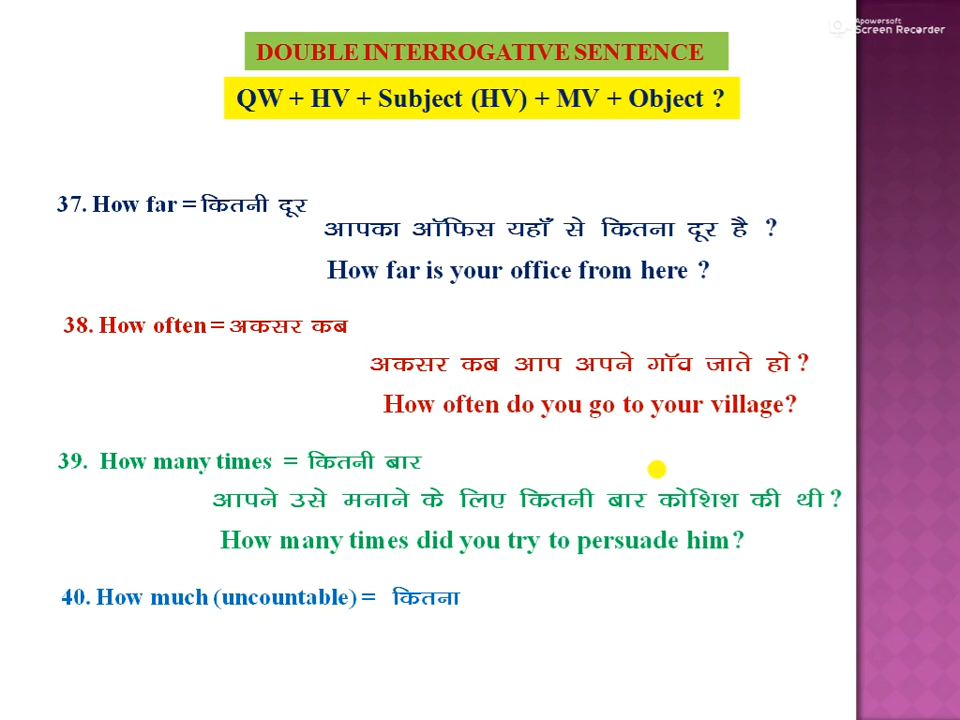 Apowersoft
Screen Recorder
DOUBLE INTERROGATIVE SENTENCE
QW + HV + Subject (HV) + MV + Object ?
37. How far = कितनी दूर
आपका ऑफिस यहाँ से कितना दूर है ?
How far is your office from here ?
38. How often = अकसर कब
अकसर कब आप अपने गॉव जाते हो ?
How often do you go to your village?
39. How many times = कितनी बार
आपने उसे मनाने के लिए कितनी बार कोशिश की थी ?
How many times did you try to persuade him?
40. How much (uncountable) = कितना